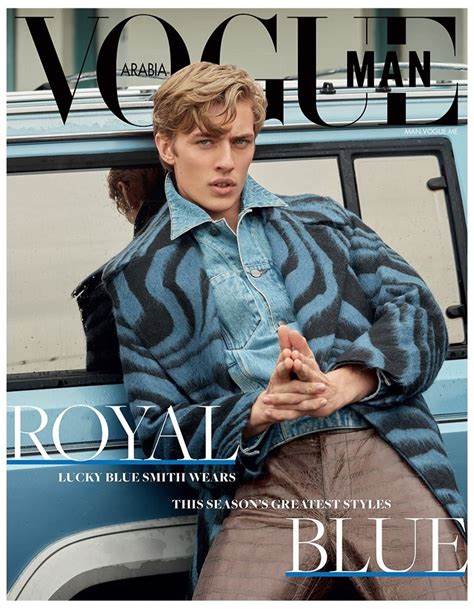 VOGUE
ARABIA
MAN
MAN.VOGUE.ME
ROYAL
LUCKY BLUE SMITH WEARS
THIS SEASON'S GREATEST STYLES
BLUE